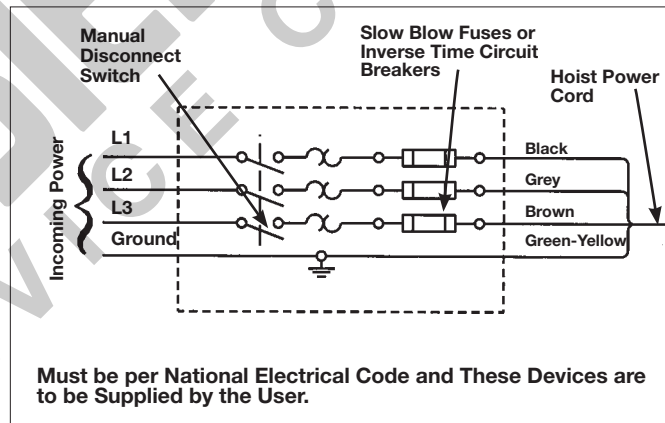 Manual
Disconnect
Switch
Slow Blow Fuses or
Inverse Time Circuit
Breakers
Hoist Power
Cord
Incoming Power
L1
L2
L3
Ground
Black
Grey
Brown
Green-Yellow
Must be per National Electrical Code and These Devices are
to be Supplied by the User.